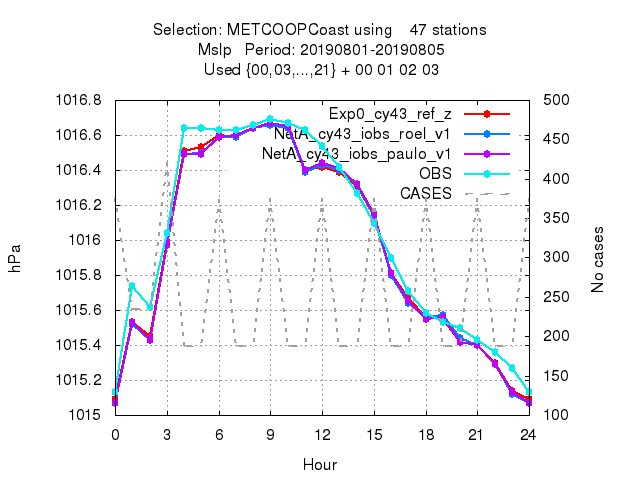 Selection: METCOOPCoast using    47 stations
Mslp   Period: 20190801-20190805
Used {00,03,...,21} + 00 01 02 03
1016.8
1016.6
1016.4
1016.2
1016
1015.8
1015.6
1015.4
1015.2
1015
hPa
Exp0_cy43_ref_z
NetA_cy43_iobs_roel_v1
NetA_cy43_iobs_paulo_v1
OBS
CASES
500
450
400
350
300
250
200
150
100
No cases
0 3 6 9 12 15 18 21 24
Hour